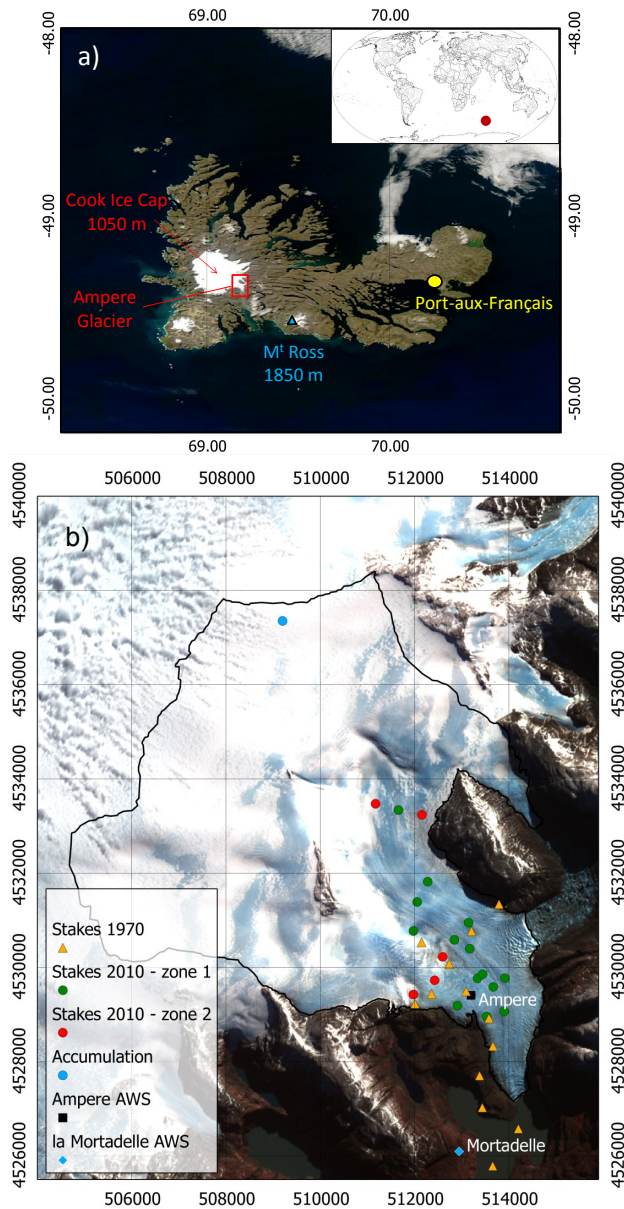 69.00 70.00
a)
-48.00
Cook Ice Cap
1050 m
-49.00
-49.00
Ampere
Glacier
Port-aux-Français
Mᵗ Ross
1850 m
-50.00
-50.00
69.00 70.00
506000 508000 510000 512000 514000
4540000
4540000
b)
4538000
4538000
4536000
4536000
4534000
4534000
4532000
4532000
Stakes 1970
Stakes 2010 - zone 1
Stakes 2010 - zone 2
Accumulation
Ampere AWS
la Mortadelle AWS
4530000
4530000
Ampere
4528000
4528000
Mortadelle
4526000
4526000
506000 508000 510000 512000 514000